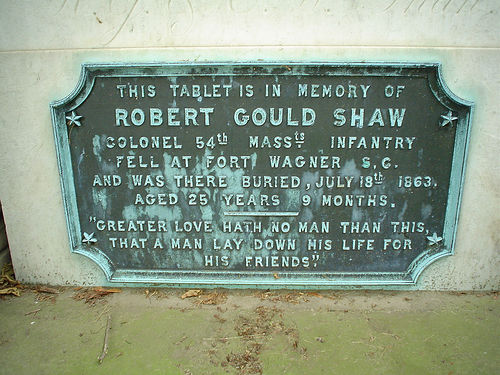 THIS TABLET IS IN MEMORY OF
ROBERT GOULD SHAW
COLONEL 54th MASSts INFANTRY
FELL AT FORT WAGNER S.C.
AND WAS THERE BURIED, JULY 18th 1863.
AGED 25 YEARS 9 MONTHS.
"GREATER LOVE HATH NO MAN THAN THIS,
THAT A MAN LAY DOWN HIS LIFE FOR
HIS FRIENDS."